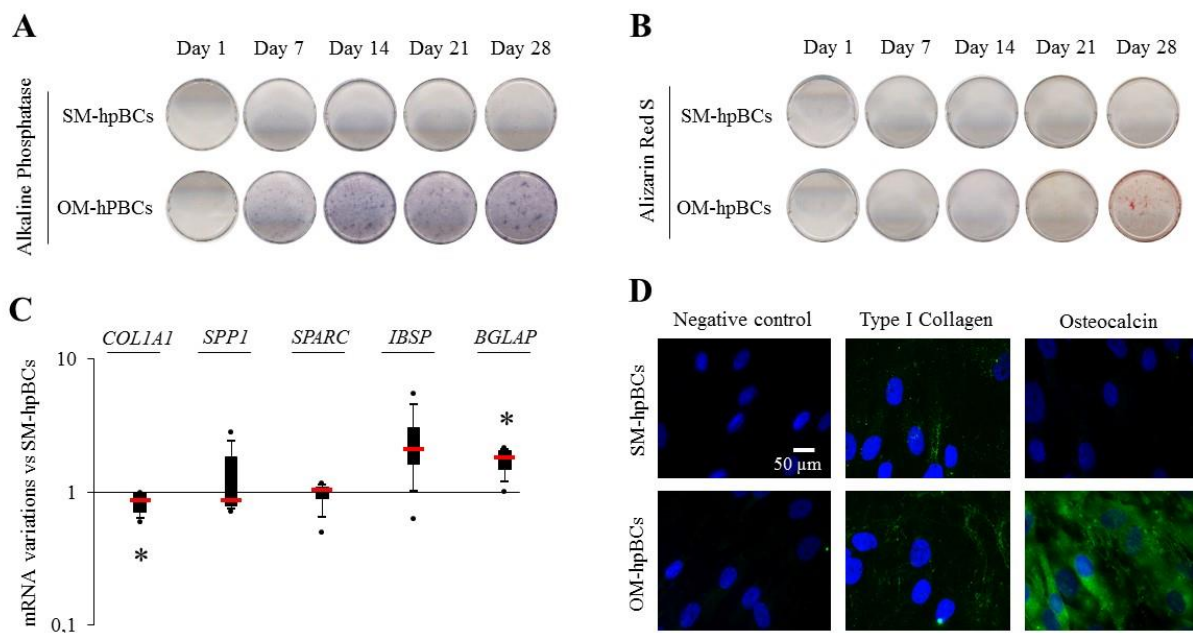 A
Day 1 Day 7 Day 14 Day 21 Day 28
Alkaline Phosphatase
SM-hpBCs
OM-hPBCs
B
Day 1 Day 7 Day 14 Day 21 Day 28
Alizarin Red S
SM-hpBCs
OM-hpBCs
C
COL1A1 SPP1 SPARC IBSP BGLAP
mRNA variations vs SM-hpBCs
10
1
0,1
*
*
D
Negative control Type I Collagen Osteocalcin
SM-hpBCs
50 µm
OM-hpBCs